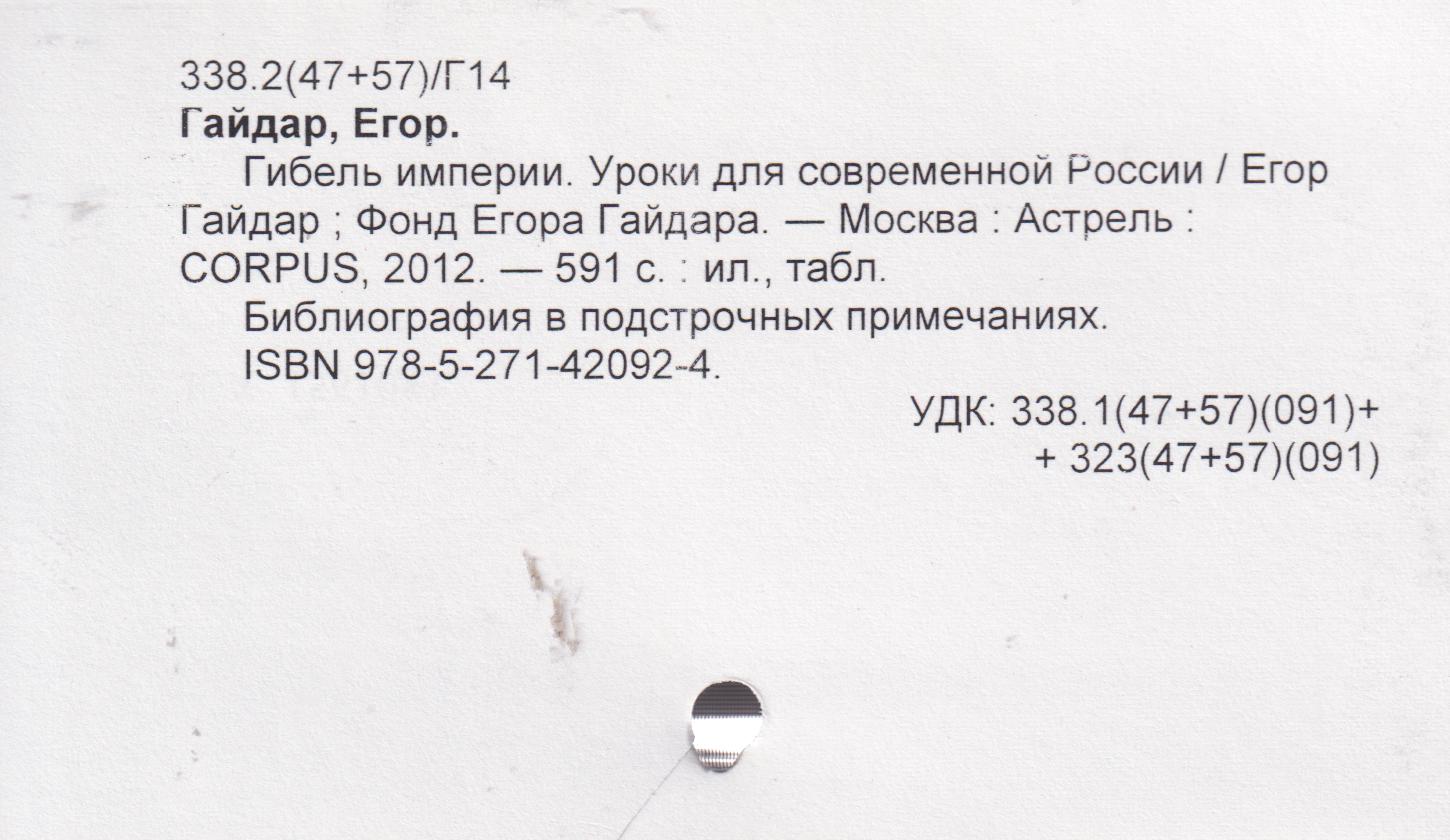 338.2(47+57)/Г14
Гайдар, Егор.
Гибель империи. Уроки для современной России / Егор
Гайдар ; Фонд Егора Гайдара. — Москва : Астрель :
CORPUS, 2012. — 591 с. : ил., табл.
Библиография в подстрочных примечаниях.
ISBN 978-5-271-42092-4.
УДК: 338.1(47+57)(091)+
+ 323(47+57)(091)